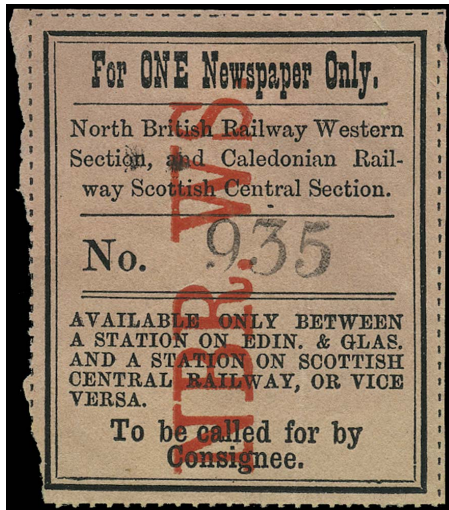 For ONE Newspaper Only.
North British Railway Western
Section, and Caledonian Rail-
way Scottish Central Section.
No. 935
AVAILABLE ONLY BETWEEN
A STATION ON EDIN. & GLAS.
AND A STATION ON SCOTTISH
CENTRAL RAILWAY, OR VICE
VERSA.
To be called for by
Consignee.
NBR. WS.